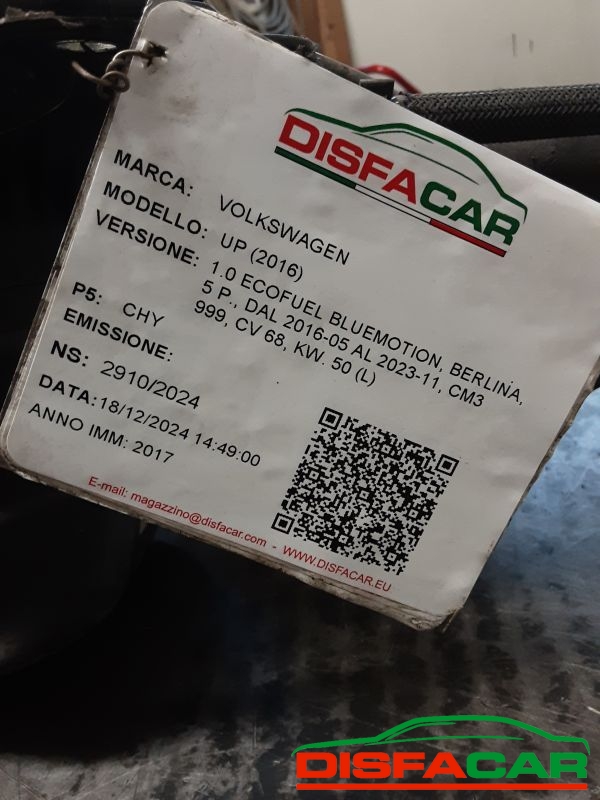 DISFACAR
MARCA: VOLKSWAGEN
MODELLO: UP (2016)
VERSIONE: 1.0 ECOFUEL BLUEMOTION, BERLINA,
5 P., DAL 2016-05 AL 2023-11, CM3
999, CV 68, KW. 50 (L)
P5: CHY
EMISSIONE:
NS: 2910/2024
DATA:18/12/2024 14:49:00
ANNO IMM: 2017
E-mail: magazzino@disfacar.com - WWW.DISFACAR.EU
DISFACAR